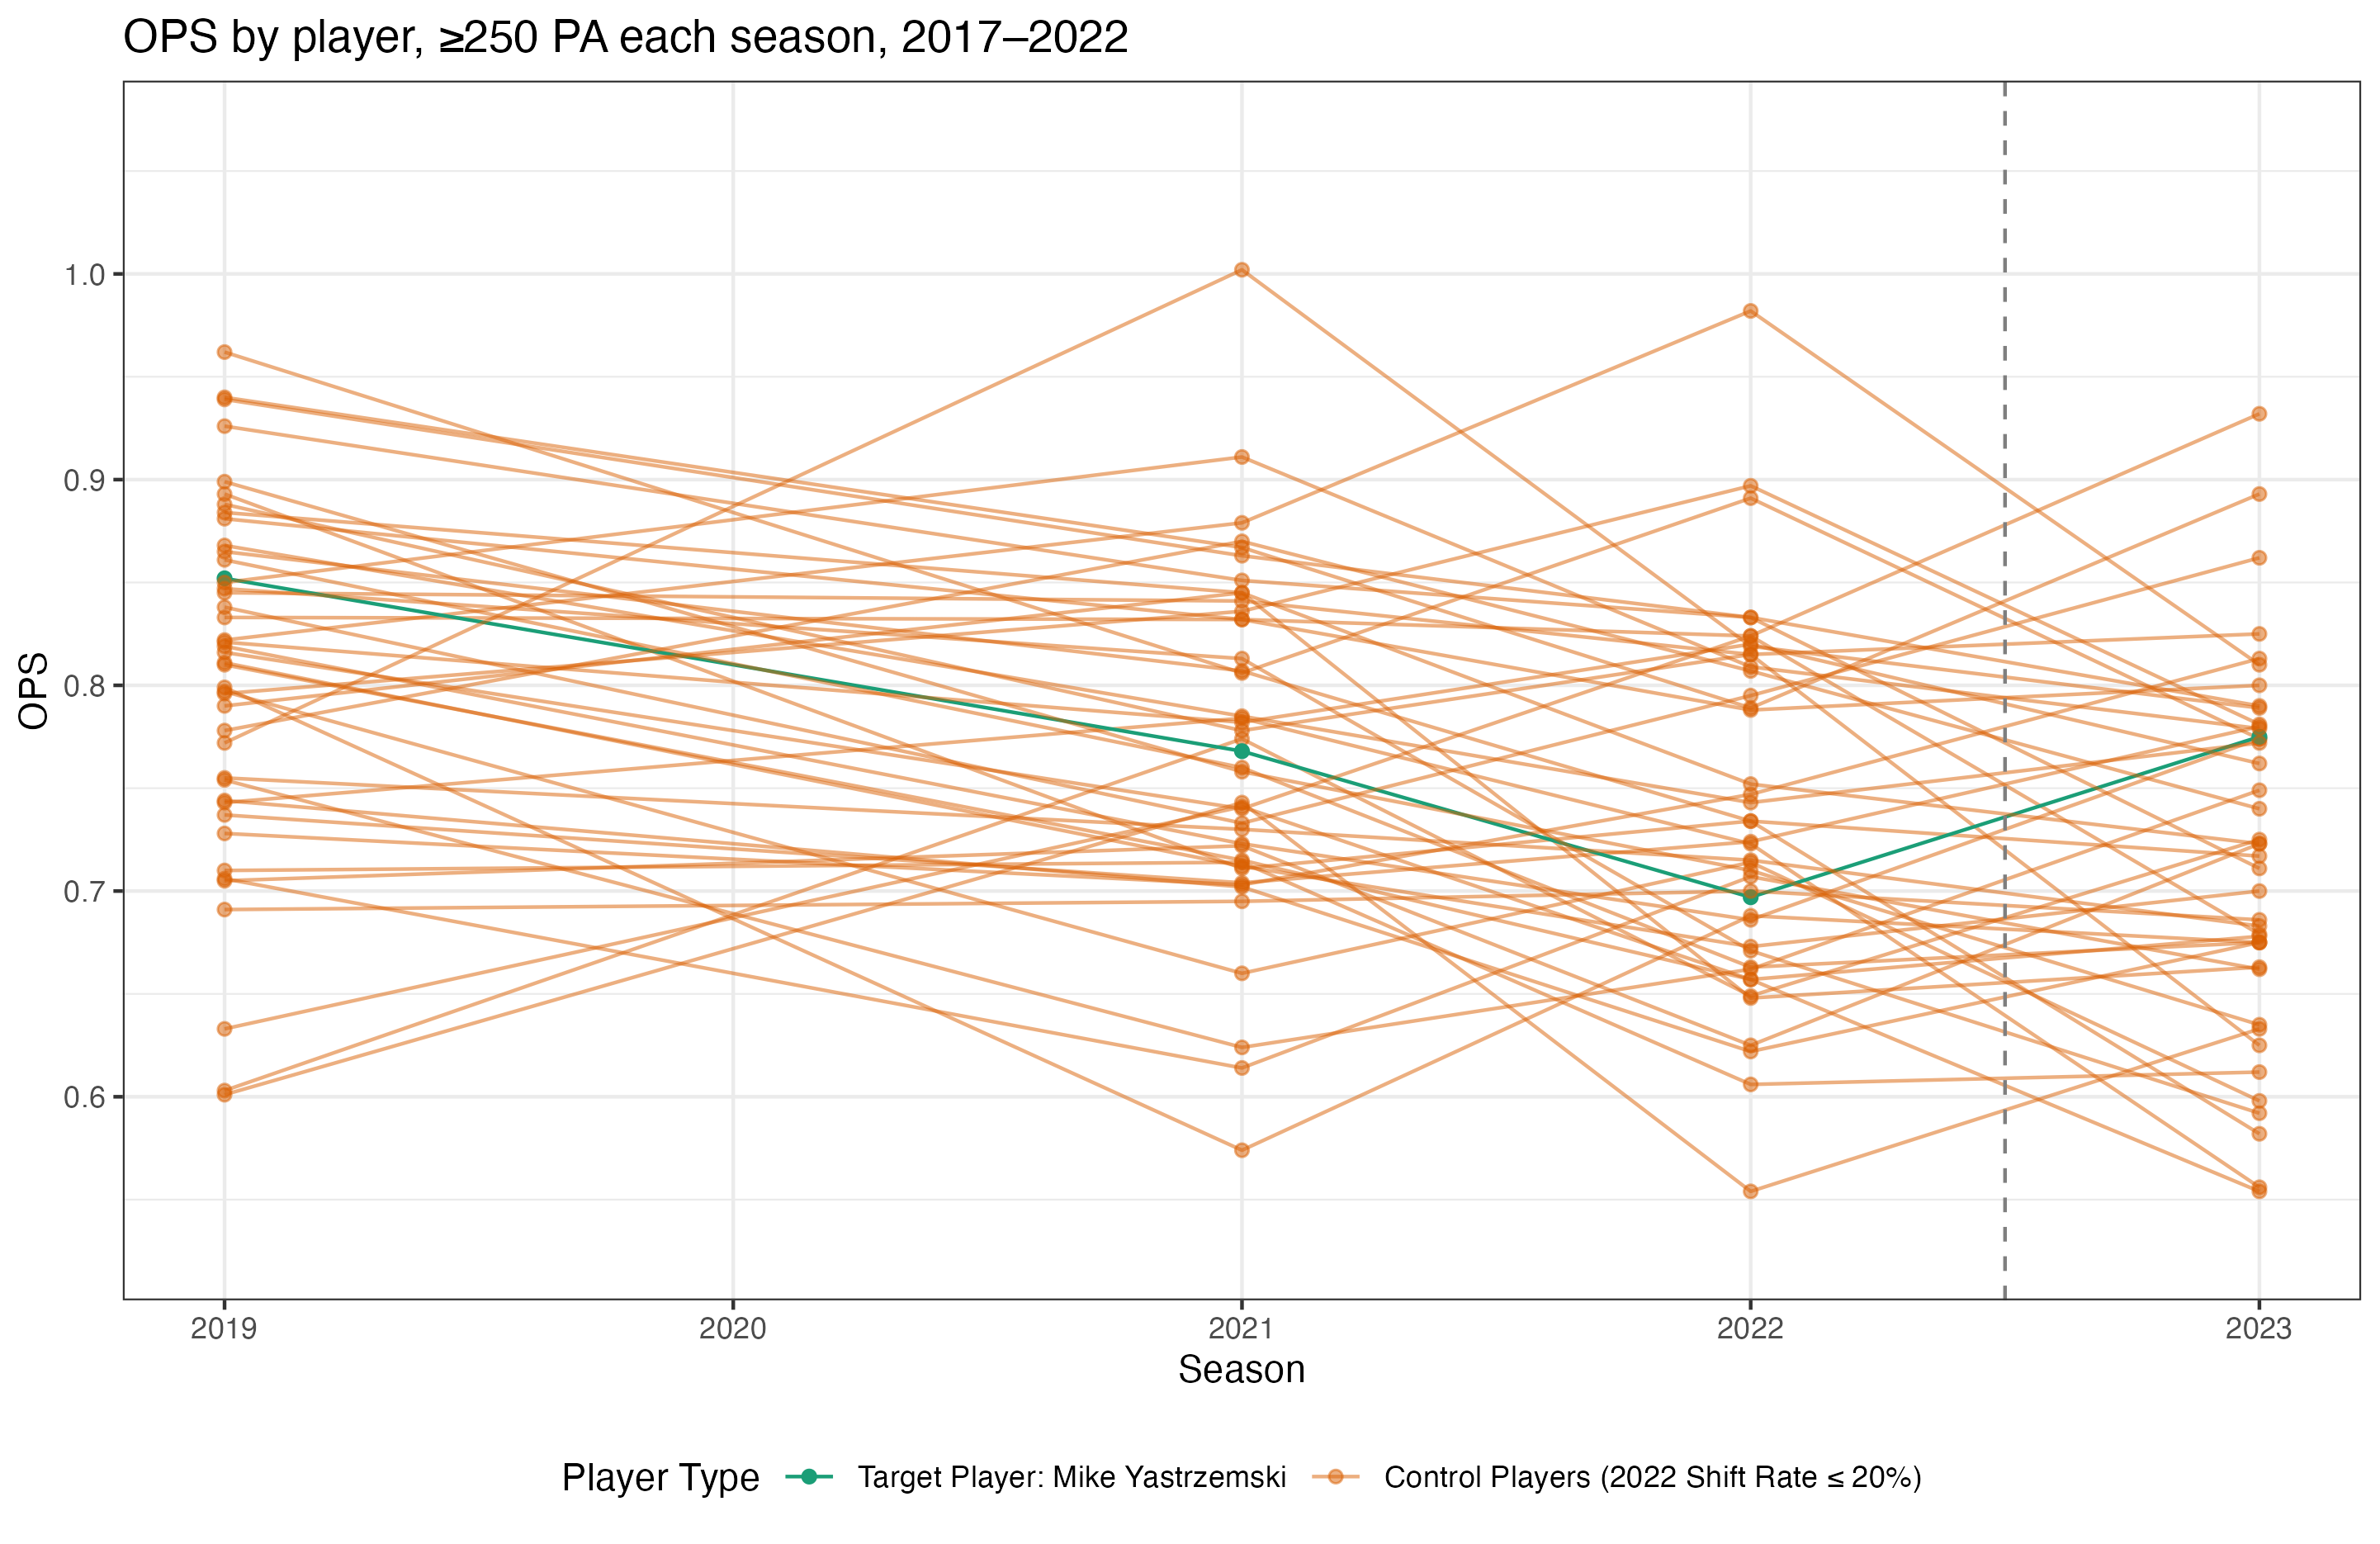 OPS by player, ≥250 PA each season, 2017–2022
1.0
0.9
0.8
0.7
0.6
OPS
2019 2020 2021 2022 2023
Season
Player Type Target Player: Mike Yastrzemski Control Players (2022 Shift Rate ≤ 20%)